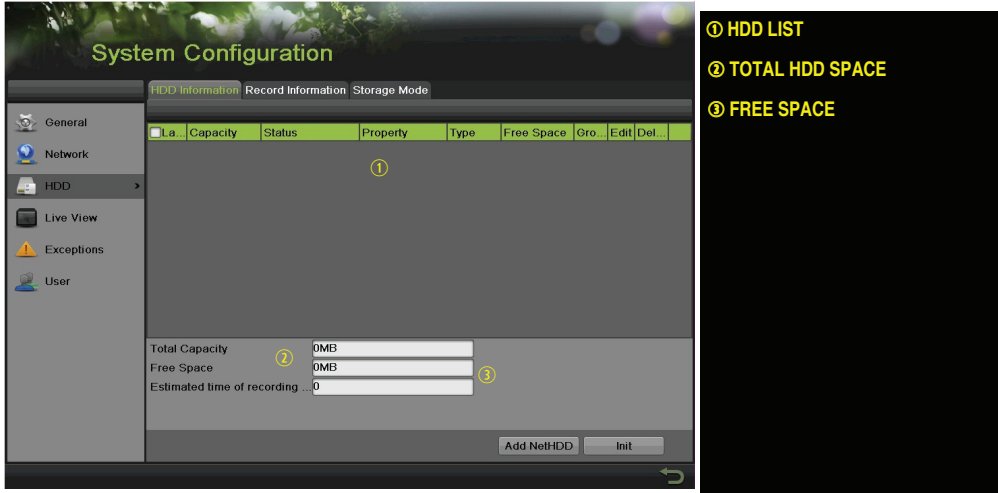 System Configuration
HDD Information Record Information Storage Mode
General
Network
HDD >
Live View
Exceptions
User
La... Capacity Status Property Type Free Space Gro... Edit Del...
①
Total Capacity 0MB
②
Free Space 0MB
③
Estimated time of recording ... 0
Add NetHDD Init
① HDD LIST
② TOTAL HDD SPACE
③ FREE SPACE